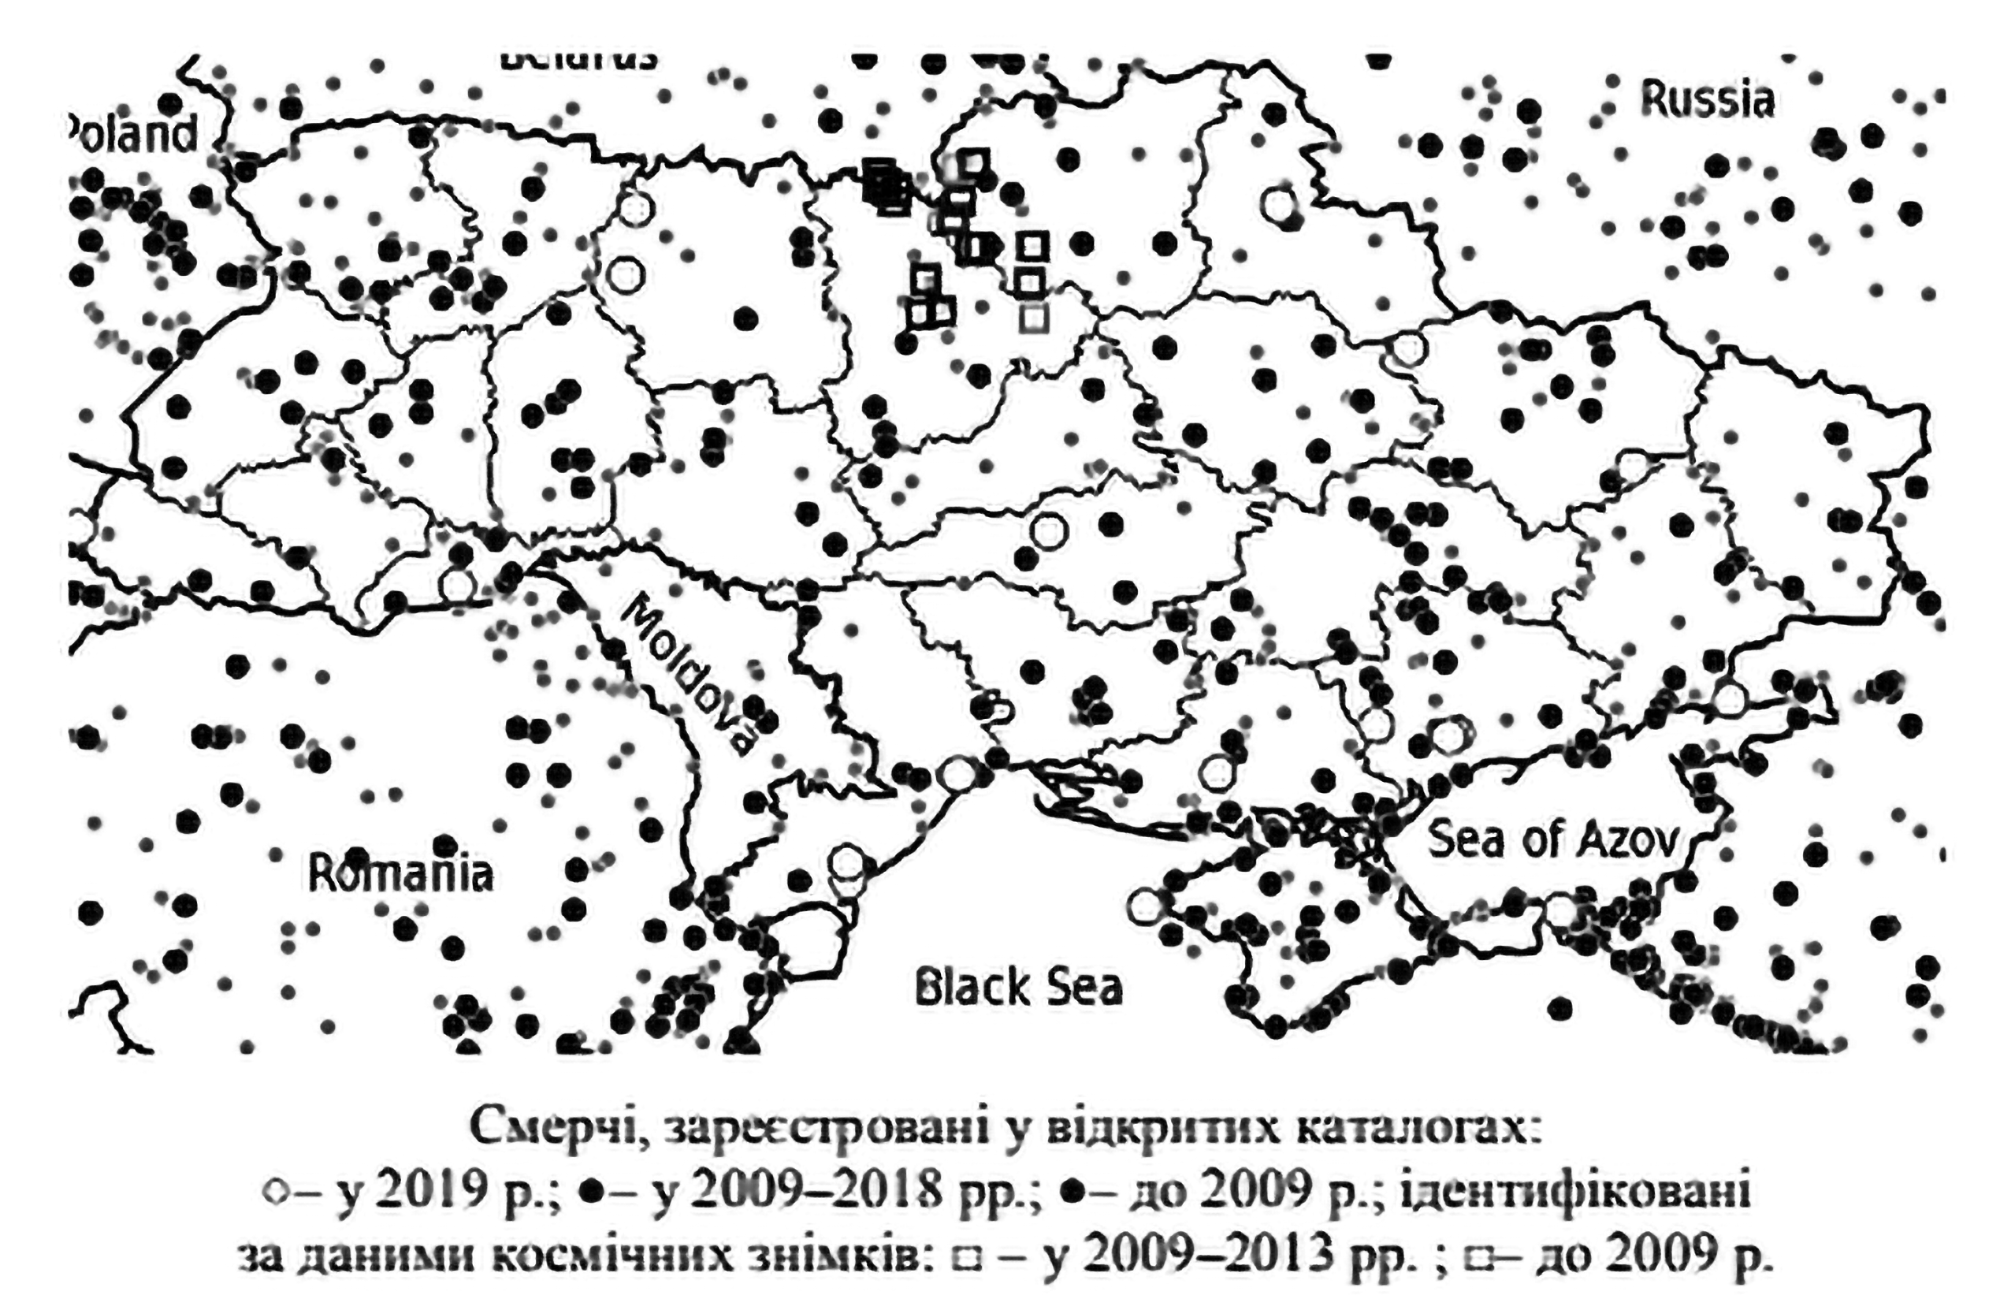 Belarus
Poland
Russia
Moldova
Romania
Sea of Azov
Black Sea
Смерчі, зареєстровані у відкритих каталогах:
○– у 2019 р.; ●– у 2009–2018 рр.; ●– до 2009 р.; ідентифіковані
за даними космічних знімків: □ – у 2009–2013 рр. ; □– до 2009 р.